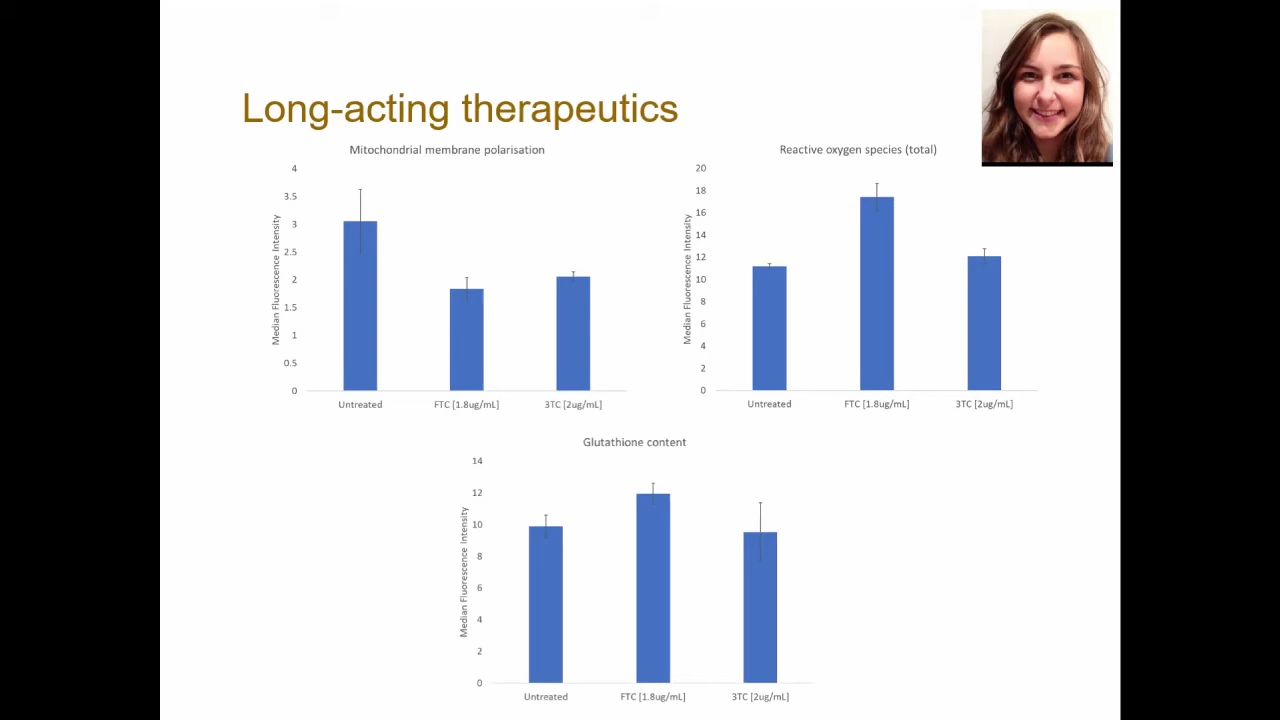 Long-acting therapeutics
Mitochondrial membrane polarisation
Median Fluorescence Intensity
4
3.5
3
2.5
2
1.5
1
0.5
0
Untreated
FTC [1.8ug/mL]
3TC [2ug/mL]
Reactive oxygen species (total)
Median Fluorescence Intensity
20
18
16
14
12
10
8
6
4
2
0
Untreated
FTC [1.8ug/mL]
3TC [2ug/mL]
Glutathione content
Median Fluorescence Intensity
14
12
10
8
6
4
2
0
Untreated
FTC [1.8ug/mL]
3TC [2ug/mL]